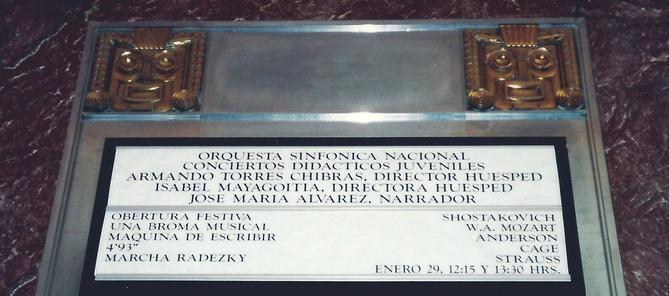 ORQUESTA SINFONICA NACIONAL
CONCIERTOS DIDACTICOS JUVENILES
ARMANDO TORRES CHIBRAS, DIRECTOR HUESPED
ISABEL MAYAGOITIA, DIRECTORA HUESPED
JOSE MARIA ALVAREZ, NARRADOR
OBERTURA FESTIVA SHOSTAKOVICH
UNA BROMA MUSICAL W.A. MOZART
MAQUINA DE ESCRIBIR ANDERSON
4'93" CAGE
MARCHA RADEZKY STRAUSS
ENERO 29, 12:15 Y 13:30 HRS.